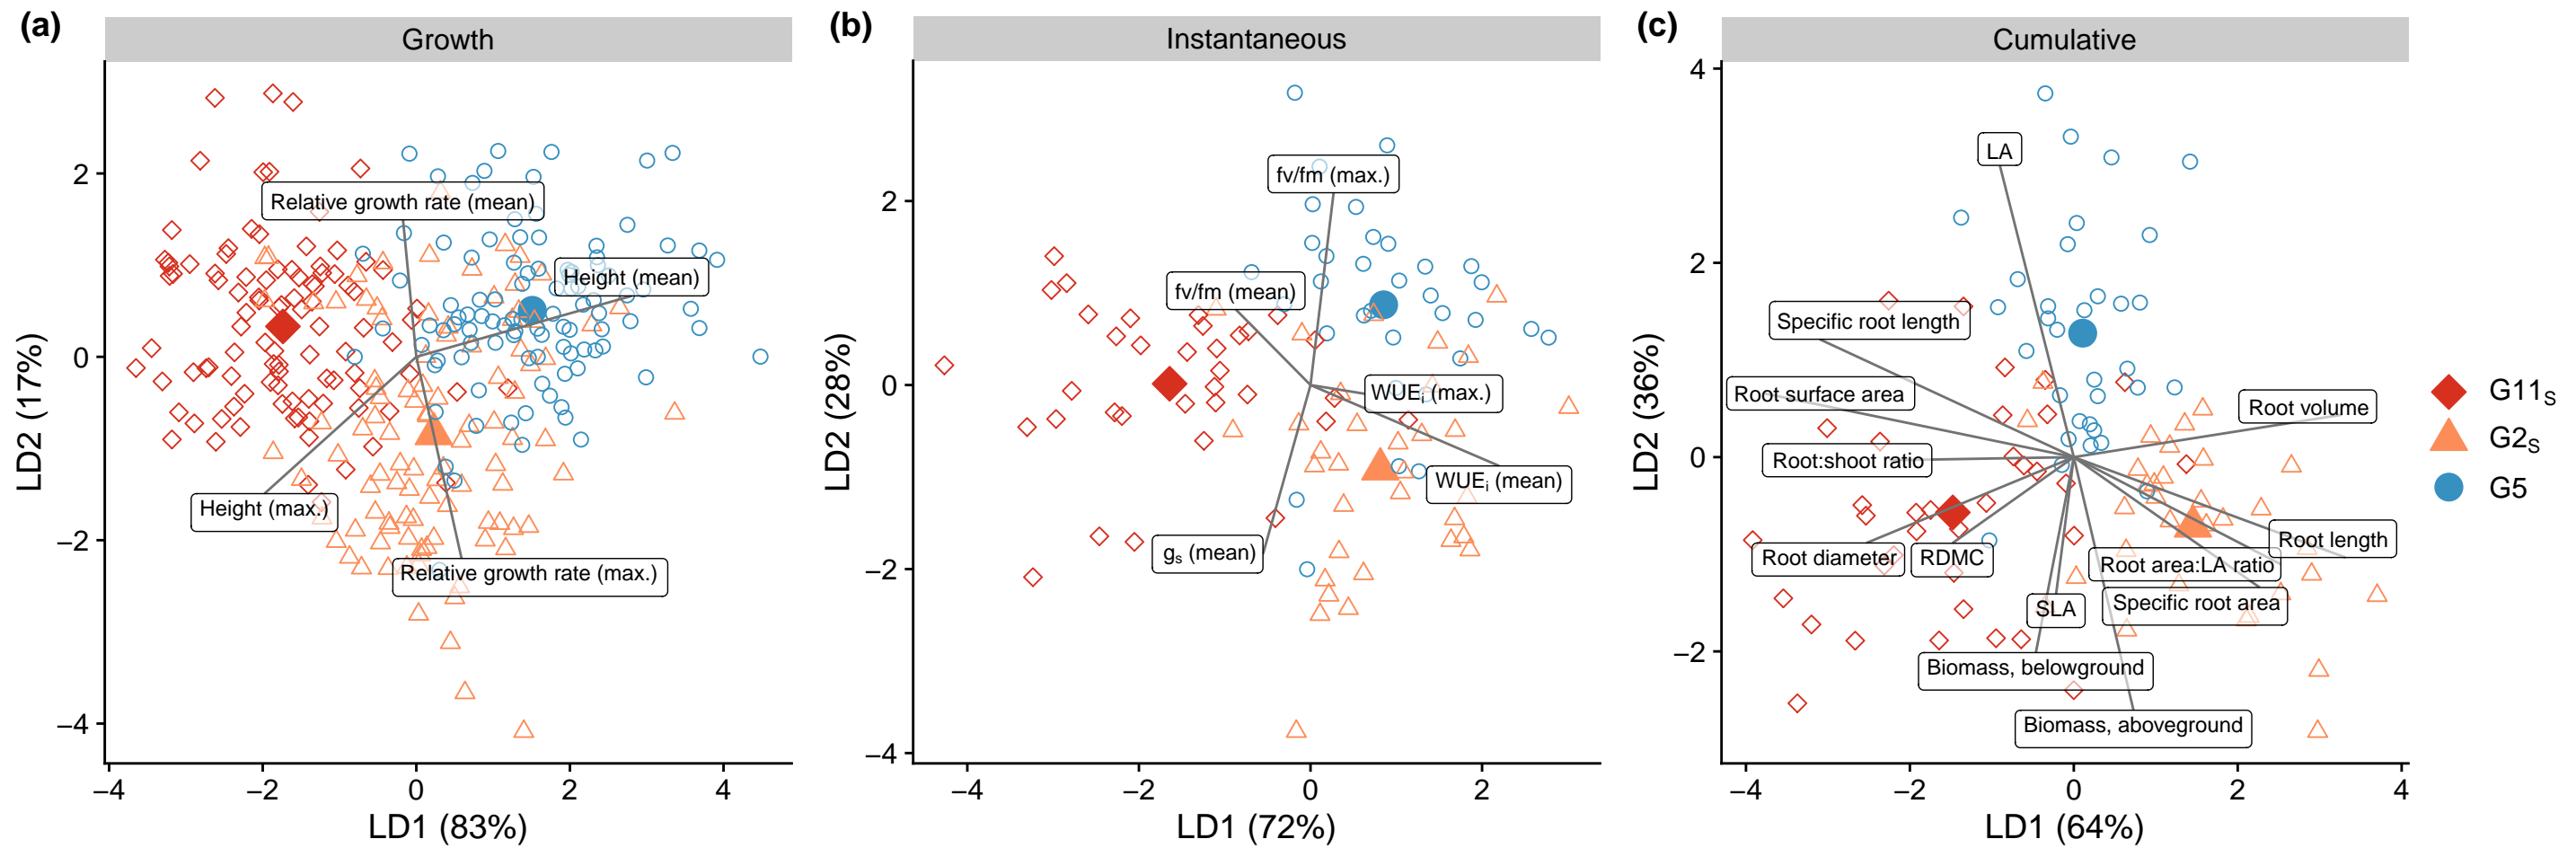 (a)
Growth
2
0
−2
−4
−4
−2
0
2
4
LD2 (17%)
LD1 (83%)
Relative growth rate (mean)
Height (mean)
Height (max.)
Relative growth rate (max.)
(b)
Instantaneous
2
0
−2
−4
−4
−2
0
2
LD2 (28%)
LD1 (72%)
fv/fm (max.)
fv/fm (mean)
WUEi (max.)
WUEi (mean)
gs (mean)
(c)
Cumulative
4
2
0
−2
−4
−2
0
2
4
LD2 (36%)
LD1 (64%)
LA
Specific root length
Root surface area
Root volume
Root:shoot ratio
Root length
Root diameter
RDMC
Root area:LA ratio
Specific root area
SLA
Biomass, belowground
Biomass, aboveground
G11S
G2S
G5